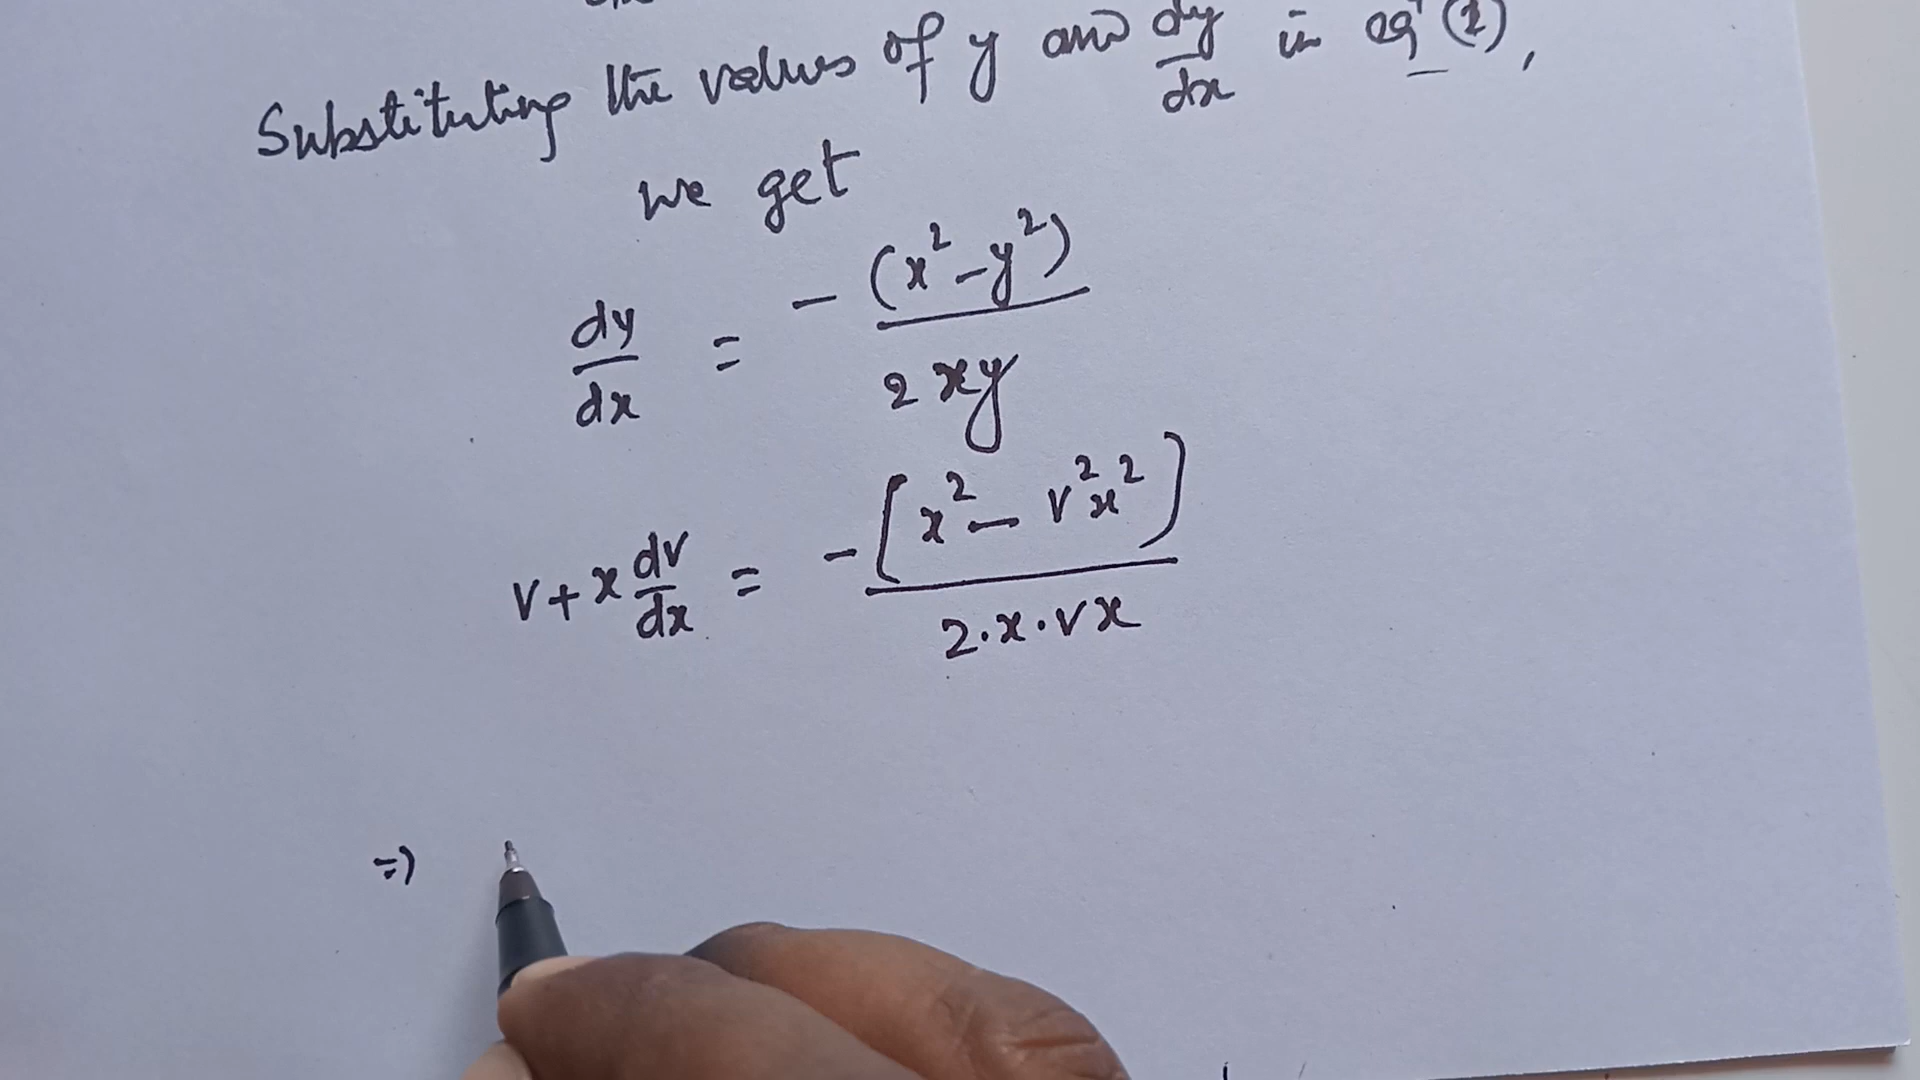 Substituting the values of y and dy/dx in eqⁿ (1),
we get
dy/dx = -(x²-y²)/2xy
v+x dv/dx = -[x²-v²x²)/2·x·vx
=)